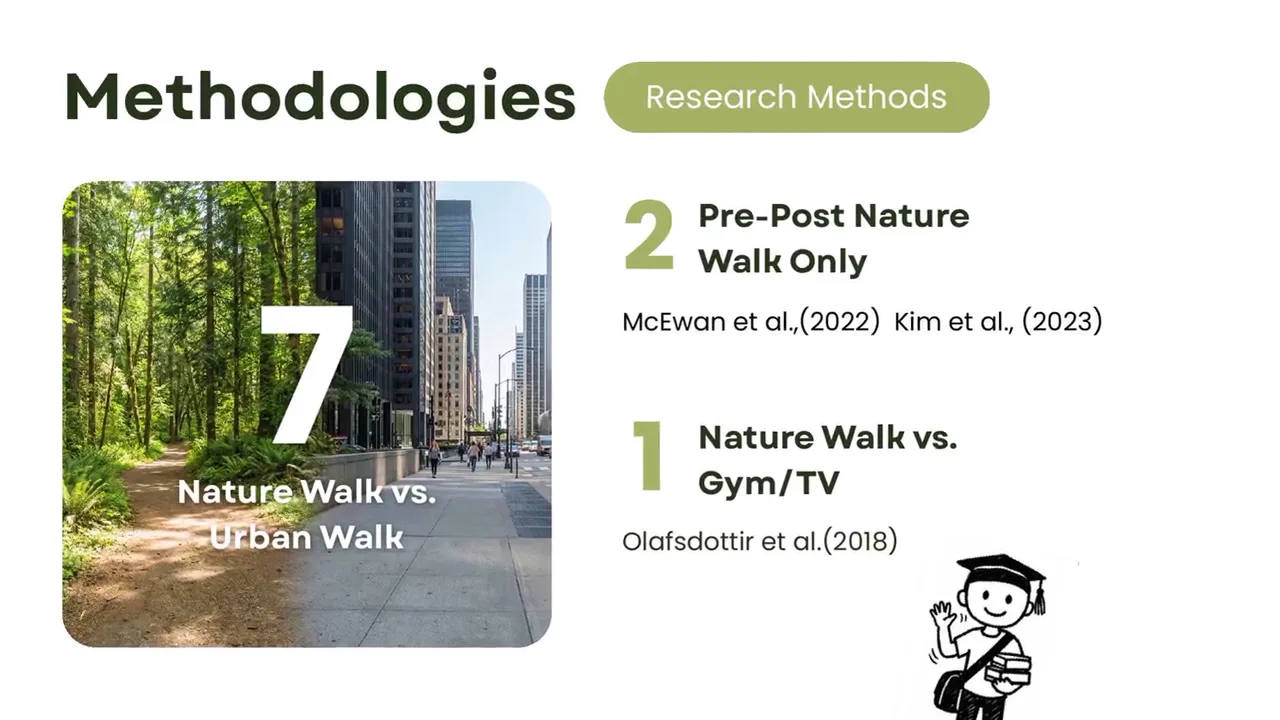 Methodologies
Research Methods
7
Nature Walk vs.
Urban Walk
2
Pre-Post Nature
Walk Only
McEwan et al.,(2022)  Kim et al., (2023)
1
Nature Walk vs.
Gym/TV
Olafsdottir et al.(2018)